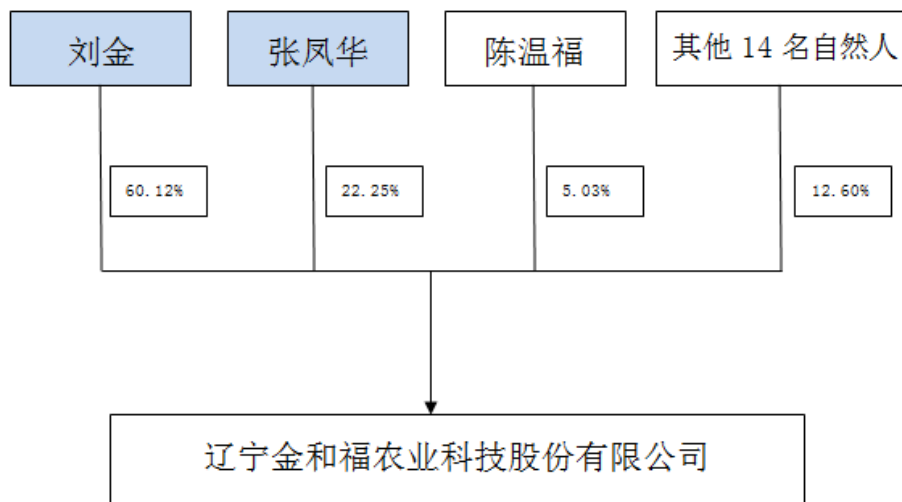 刘金
张凤华
陈温福
其他 14 名自然人
60.12%
22.25%
5.03%
12.60%
辽宁金和福农业科技股份有限公司